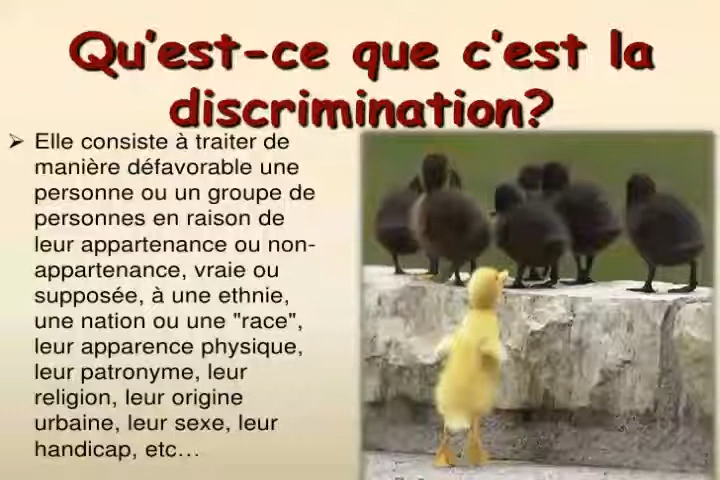 Qu'est-ce que c'est la
discrimination?
➢ Elle consiste à traiter de
manière défavorable une
personne ou un groupe de
personnes en raison de
leur appartenance ou non-
appartenance, vraie ou
supposée, à une ethnie,
une nation ou une "race",
leur apparence physique,
leur patronyme, leur
religion, leur origine
urbaine, leur sexe, leur
handicap, etc…